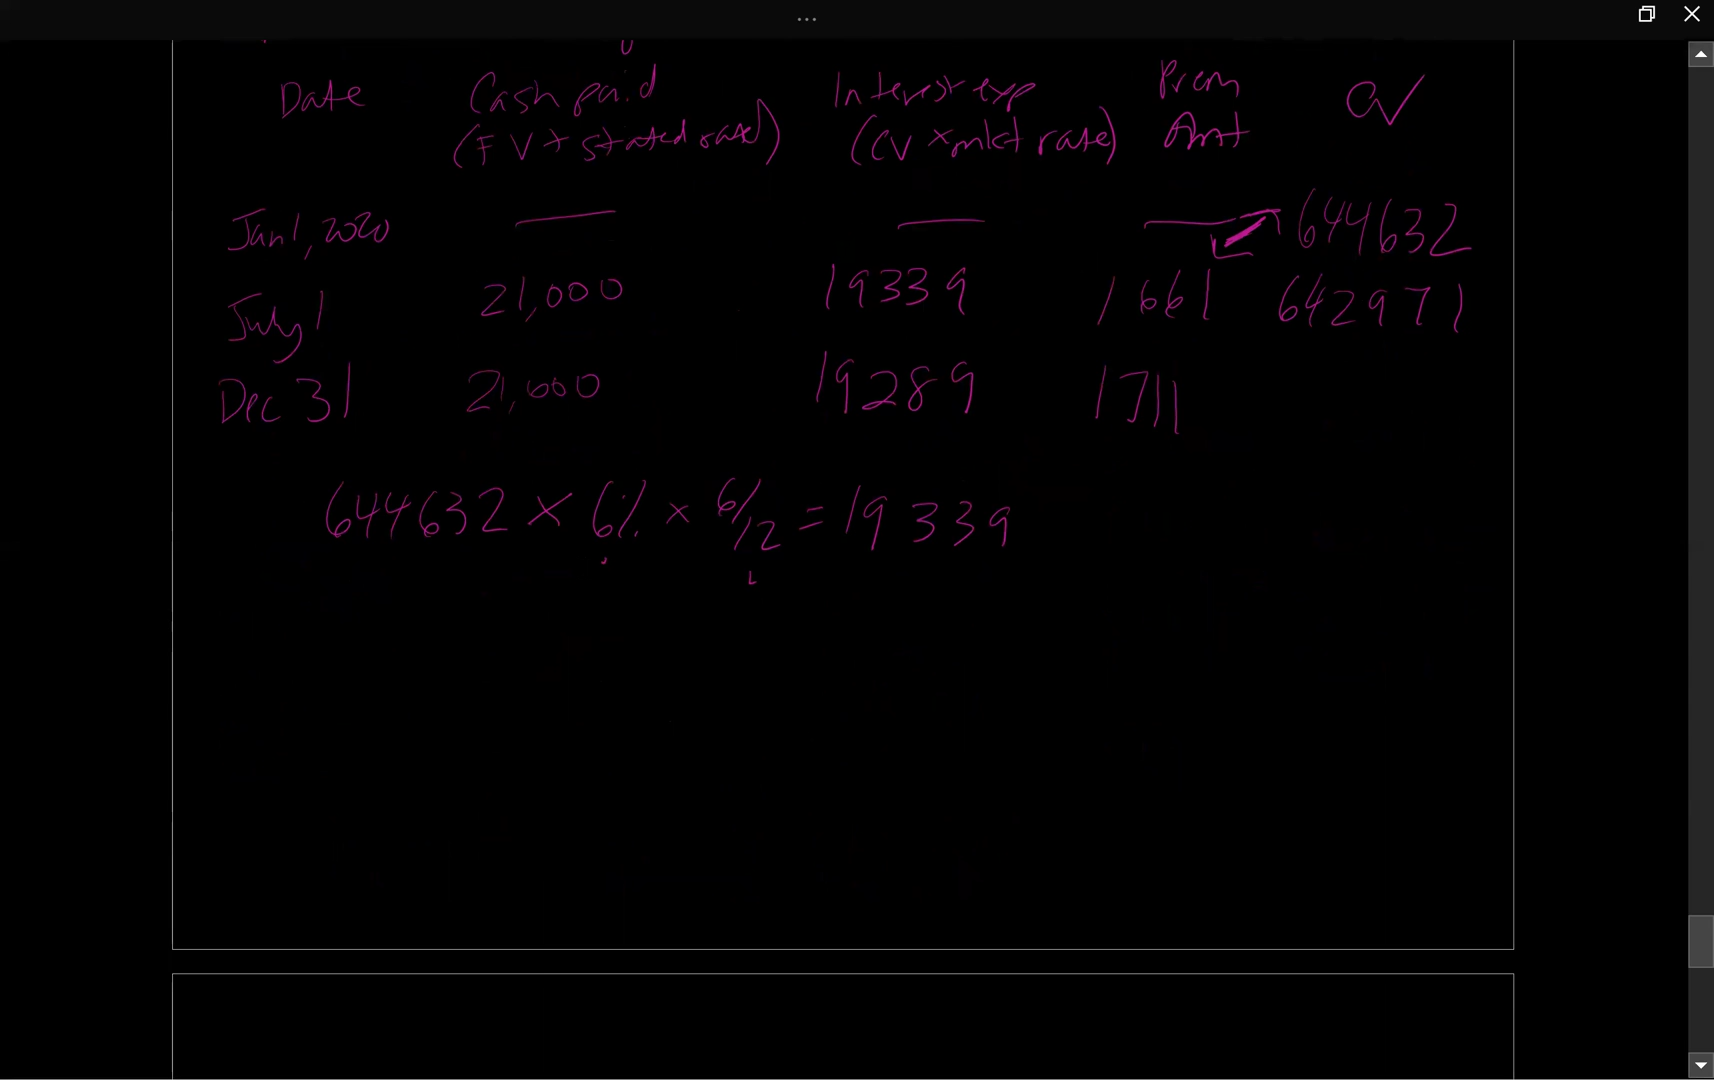 Date Cash paid Interest exp Prem CV
(FV + stated rate) (CV × mkt rate) Amt
Jan 1, 2020 — — — 644632
July 1 21,000 19339 1661 642971
Dec 31 21,000 19289 1711
644632 × 6% × 6/12 = 19339